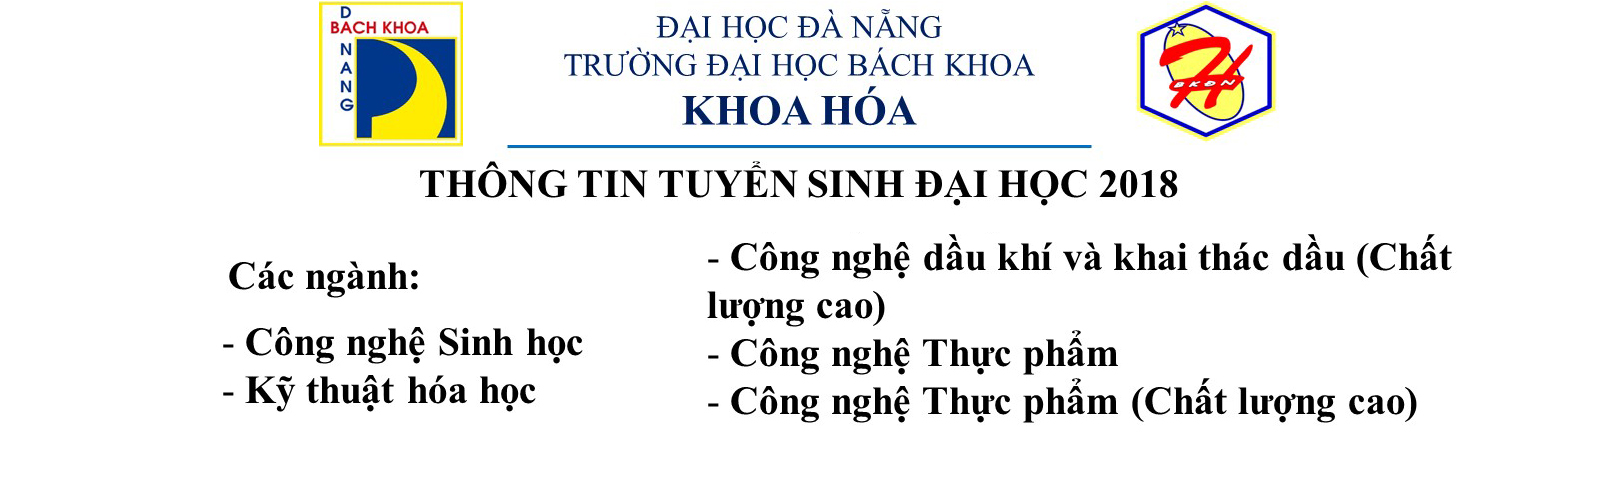 D
BACH KHOA
NANG
ĐẠI HỌC ĐÀ NẴNG
TRƯỜNG ĐẠI HỌC BÁCH KHOA
KHOA HÓA
H
EKON
THÔNG TIN TUYỂN SINH ĐẠI HỌC 2018
Các ngành:
- Công nghệ Sinh học
- Kỹ thuật hóa học
- Công nghệ dầu khí và khai thác dầu (Chất
lượng cao)
- Công nghệ Thực phẩm
- Công nghệ Thực phẩm (Chất lượng cao)